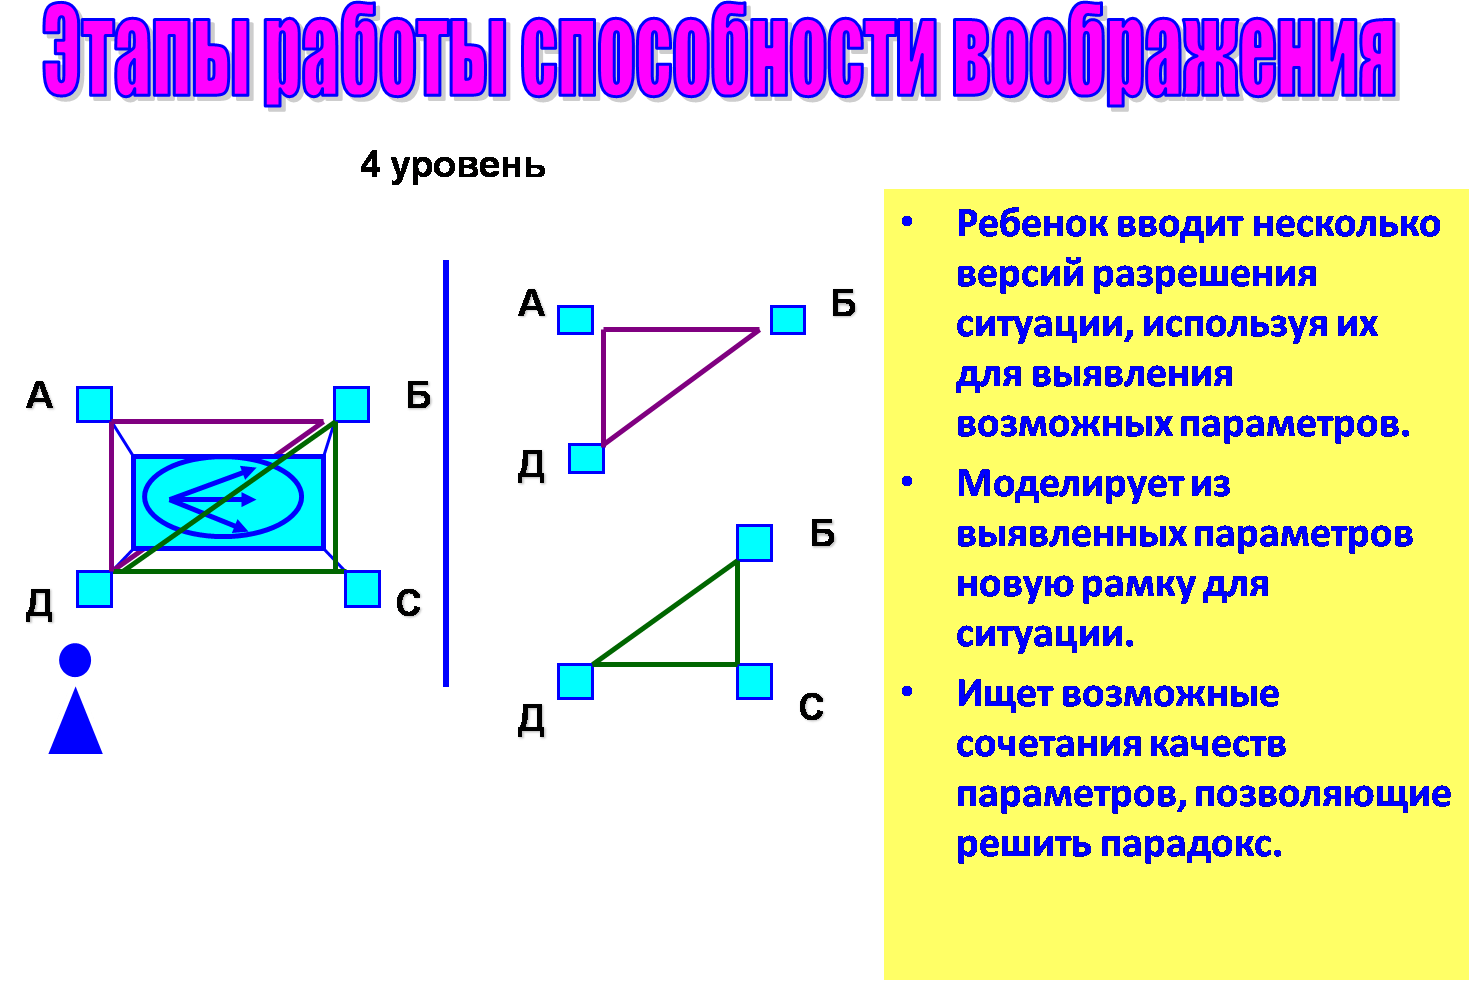 Этапы работы способности воображения
4 уровень
А
Б
Д
С
А
Б
Д
Б
Д
С
• Ребенок вводит несколько
версий разрешения
ситуации, используя их
для выявления
возможных параметров.
• Моделирует из
выявленных параметров
новую рамку для
ситуации.
• Ищет возможные
сочетания качеств
параметров, позволяющие
решить парадокс.